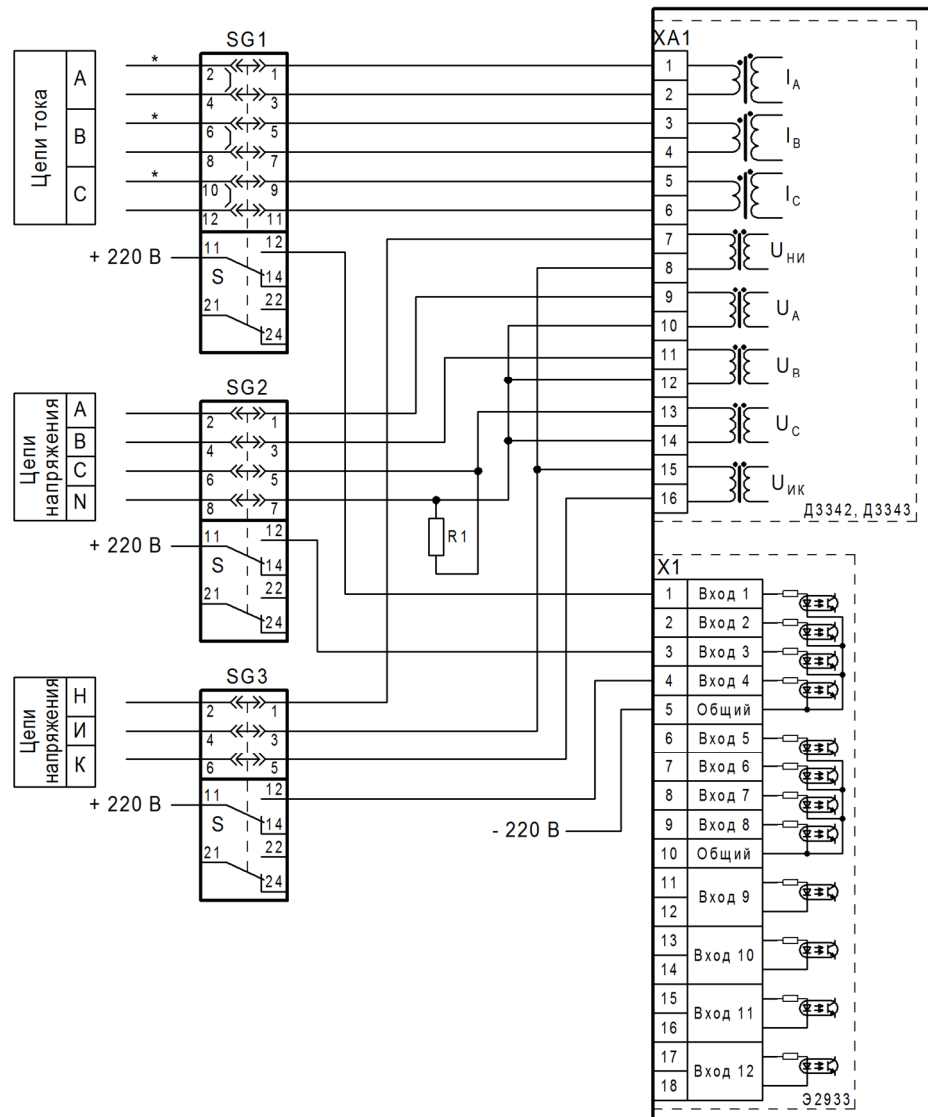 SG1
Цепи тока
A
B
C
*
*
*
2
1
4
3
6
5
8
7
10
9
12
11
+ 220 В
11
12
S
14
21
22
24
SG2
Цепи
напряжения
A
B
C
N
2
1
4
3
6
5
8
7
+ 220 В
11
12
S
14
21
22
24
R1
SG3
Цепи
напряжения
Н
И
К
2
1
4
3
6
5
+ 220 В
11
12
S
14
21
22
24
- 220 В
XA1
1
2
3
4
5
6
7
8
9
10
11
12
13
14
15
16
IA
IB
IC
UНИ
UA
UB
UC
UИК
Д3342, Д3343
X1
1 Вход 1
2 Вход 2
3 Вход 3
4 Вход 4
5 Общий
6 Вход 5
7 Вход 6
8 Вход 7
9 Вход 8
10 Общий
11
Вход 9
12
13
Вход 10
14
15
Вход 11
16
17
Вход 12
18
Э2933